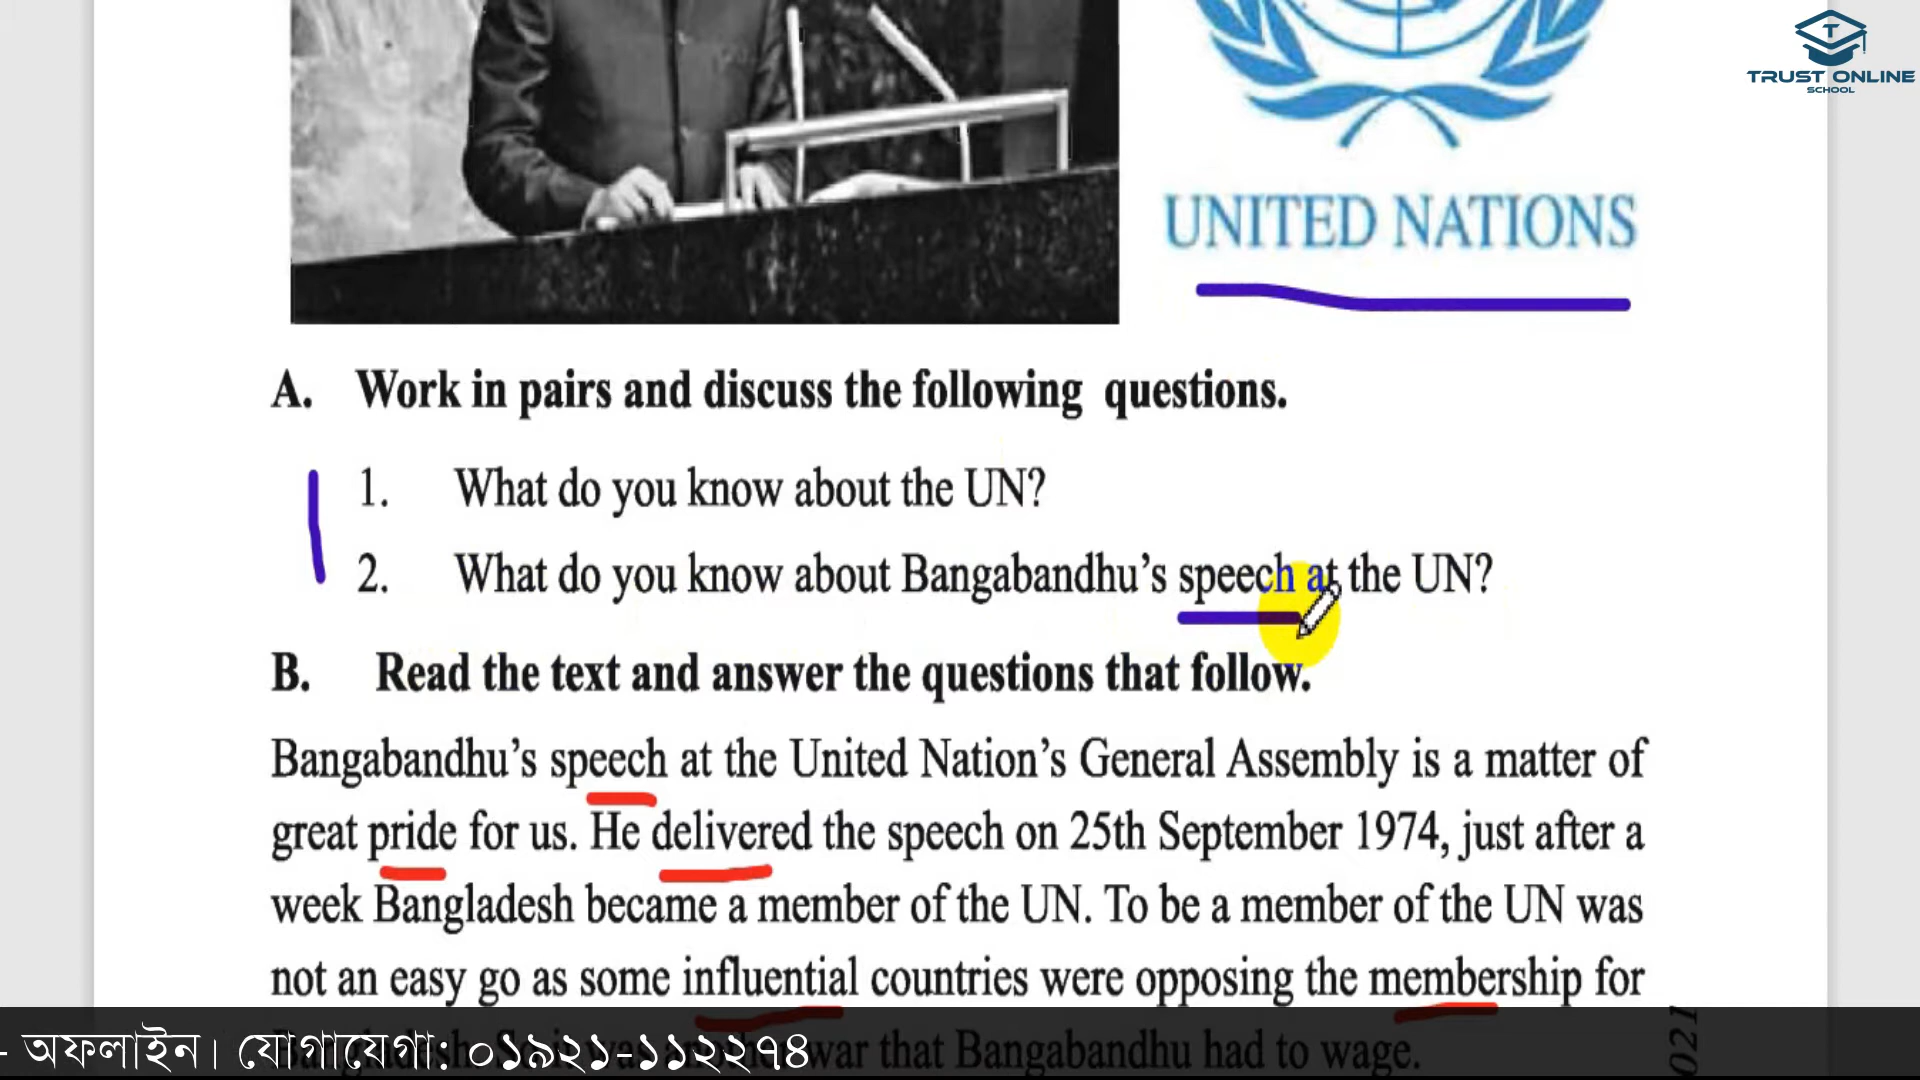 TRUST ONLINE
SCHOOL
UNITED NATIONS
A. Work in pairs and discuss the following questions.
1. What do you know about the UN?
2. What do you know about Bangabandhu’s speech at the UN?
B. Read the text and answer the questions that follow.
Bangabandhu’s speech at the United Nation’s General Assembly is a matter of
great pride for us. He delivered the speech on 25th September 1974, just after a
week Bangladesh became a member of the UN. To be a member of the UN was
not an easy go as some influential countries were opposing the membership for
war that Bangabandhu had to wage.
- অফলাইন। যোগাযেগা: ০১৯২১-১১২২৭৪
021